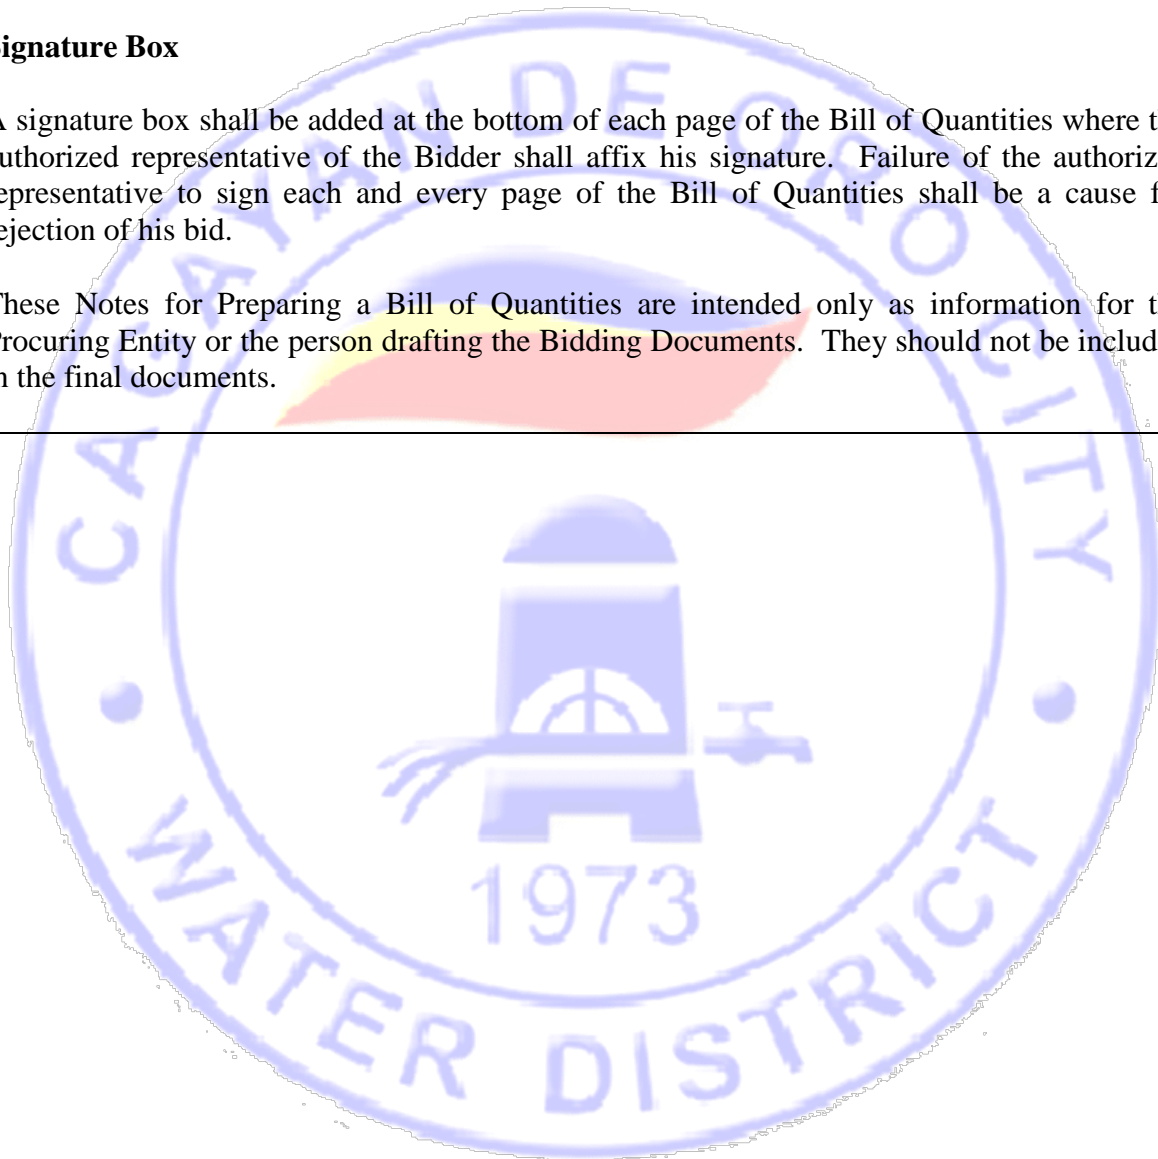 Signature Box
A signature box shall be added at the bottom of each page of the Bill of Quantities where t
uthorized representative of the Bidder shall affix his signature. Failure of the authoriz
epresentative to sign each and every page of the Bill of Quantities shall be a cause f
ejection of his bid.
These Notes for Preparing a Bill of Quantities are intended only as information for t
Procuring Entity or the person drafting the Bidding Documents. They should not be includ
n the final documents.
CAGAYAN DE ORO CITY
1973
WATER DISTRICT